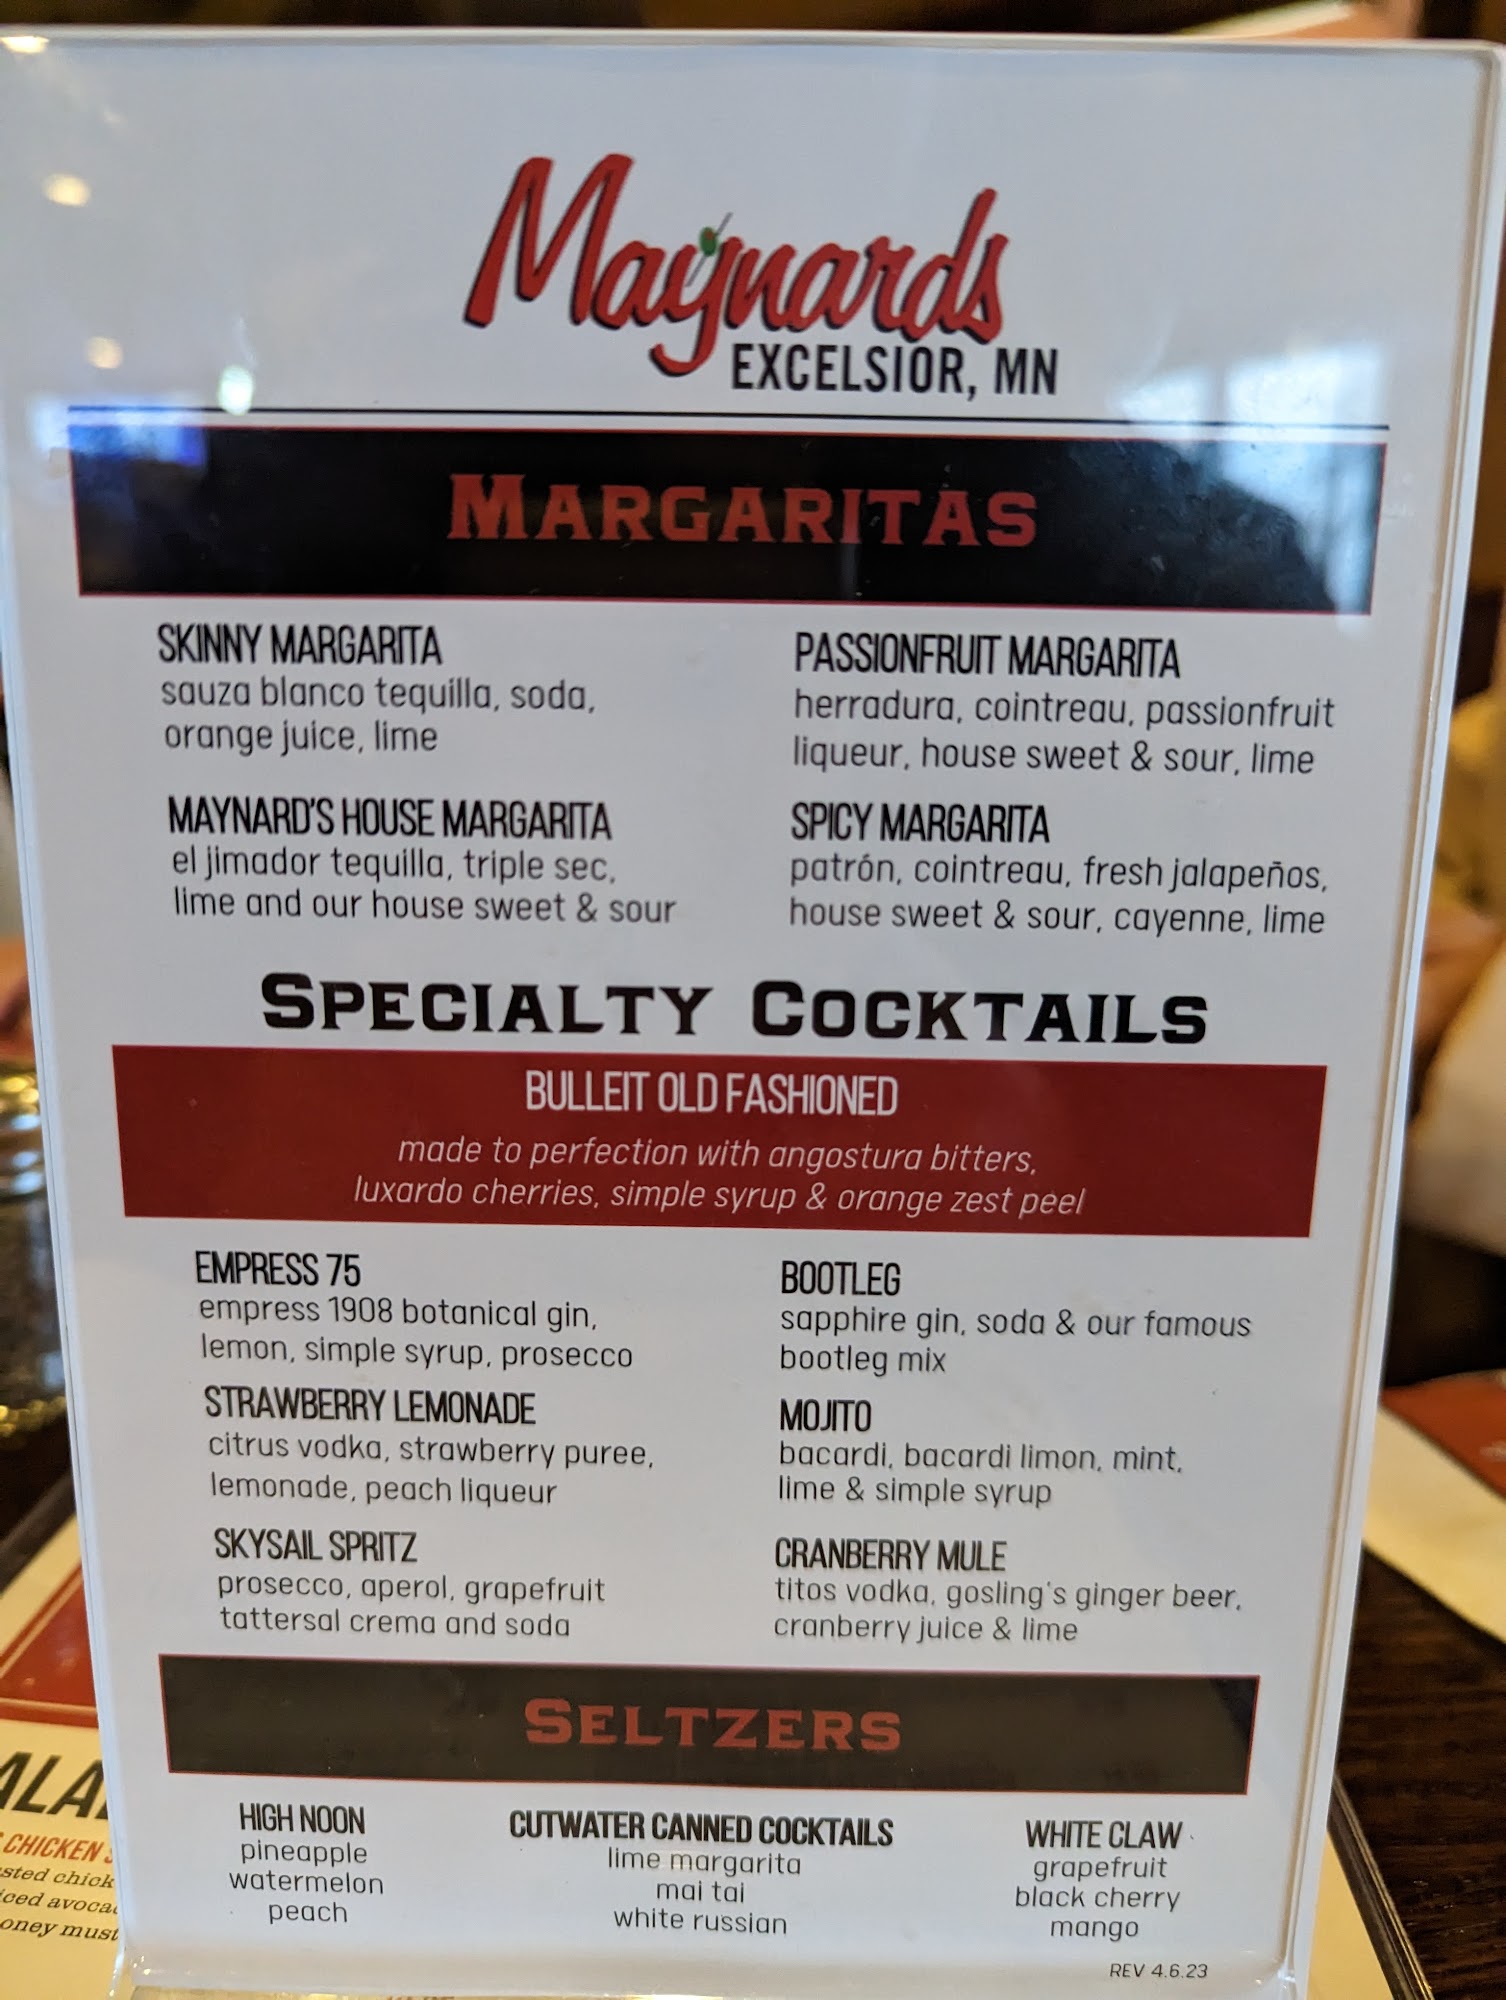 Maynards
EXCELSIOR, MN
MARGARITAS
SKINNY MARGARITA
sauza blanco tequilla, soda,
orange juice, lime
PASSIONFRUIT MARGARITA
herradura, cointreau, passionfruit
liqueur, house sweet & sour, lime
MAYNARD'S HOUSE MARGARITA
el jimador tequilla, triple sec,
lime and our house sweet & sour
SPICY MARGARITA
patrón, cointreau, fresh jalapeños,
house sweet & sour, cayenne, lime
SPECIALTY COCKTAILS
BULLEIT OLD FASHIONED
made to perfection with angostura bitters,
luxardo cherries, simple syrup & orange zest peel
EMPRESS 75
empress 1908 botanical gin,
lemon, simple syrup, prosecco
BOOTLEG
sapphire gin, soda & our famous
bootleg mix
STRAWBERRY LEMONADE
citrus vodka, strawberry puree,
lemonade, peach liqueur
MOJITO
bacardi, bacardi limon, mint,
lime & simple syrup
SKYSAIL SPRITZ
prosecco, aperol, grapefruit
tattersal crema and soda
CRANBERRY MULE
titos vodka, gosling's ginger beer,
cranberry juice & lime
SELTZERS
HIGH NOON
pineapple
watermelon
peach
CUTWATER CANNED COCKTAILS
lime margarita
mai tai
white russian
WHITE CLAW
grapefruit
black cherry
mango
REV 4.6.23
CHICKEN